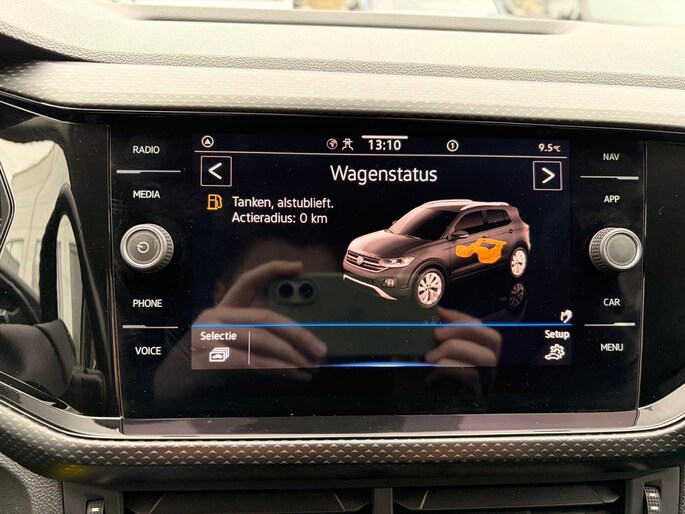 RADIO
MEDIA
PHONE
VOICE
13:10
1
9.5°C
<
Wagenstatus
>
Tanken, alstublieft.
Actieradius: 0 km
Selectie
Setup
NAV
APP
CAR
MENU